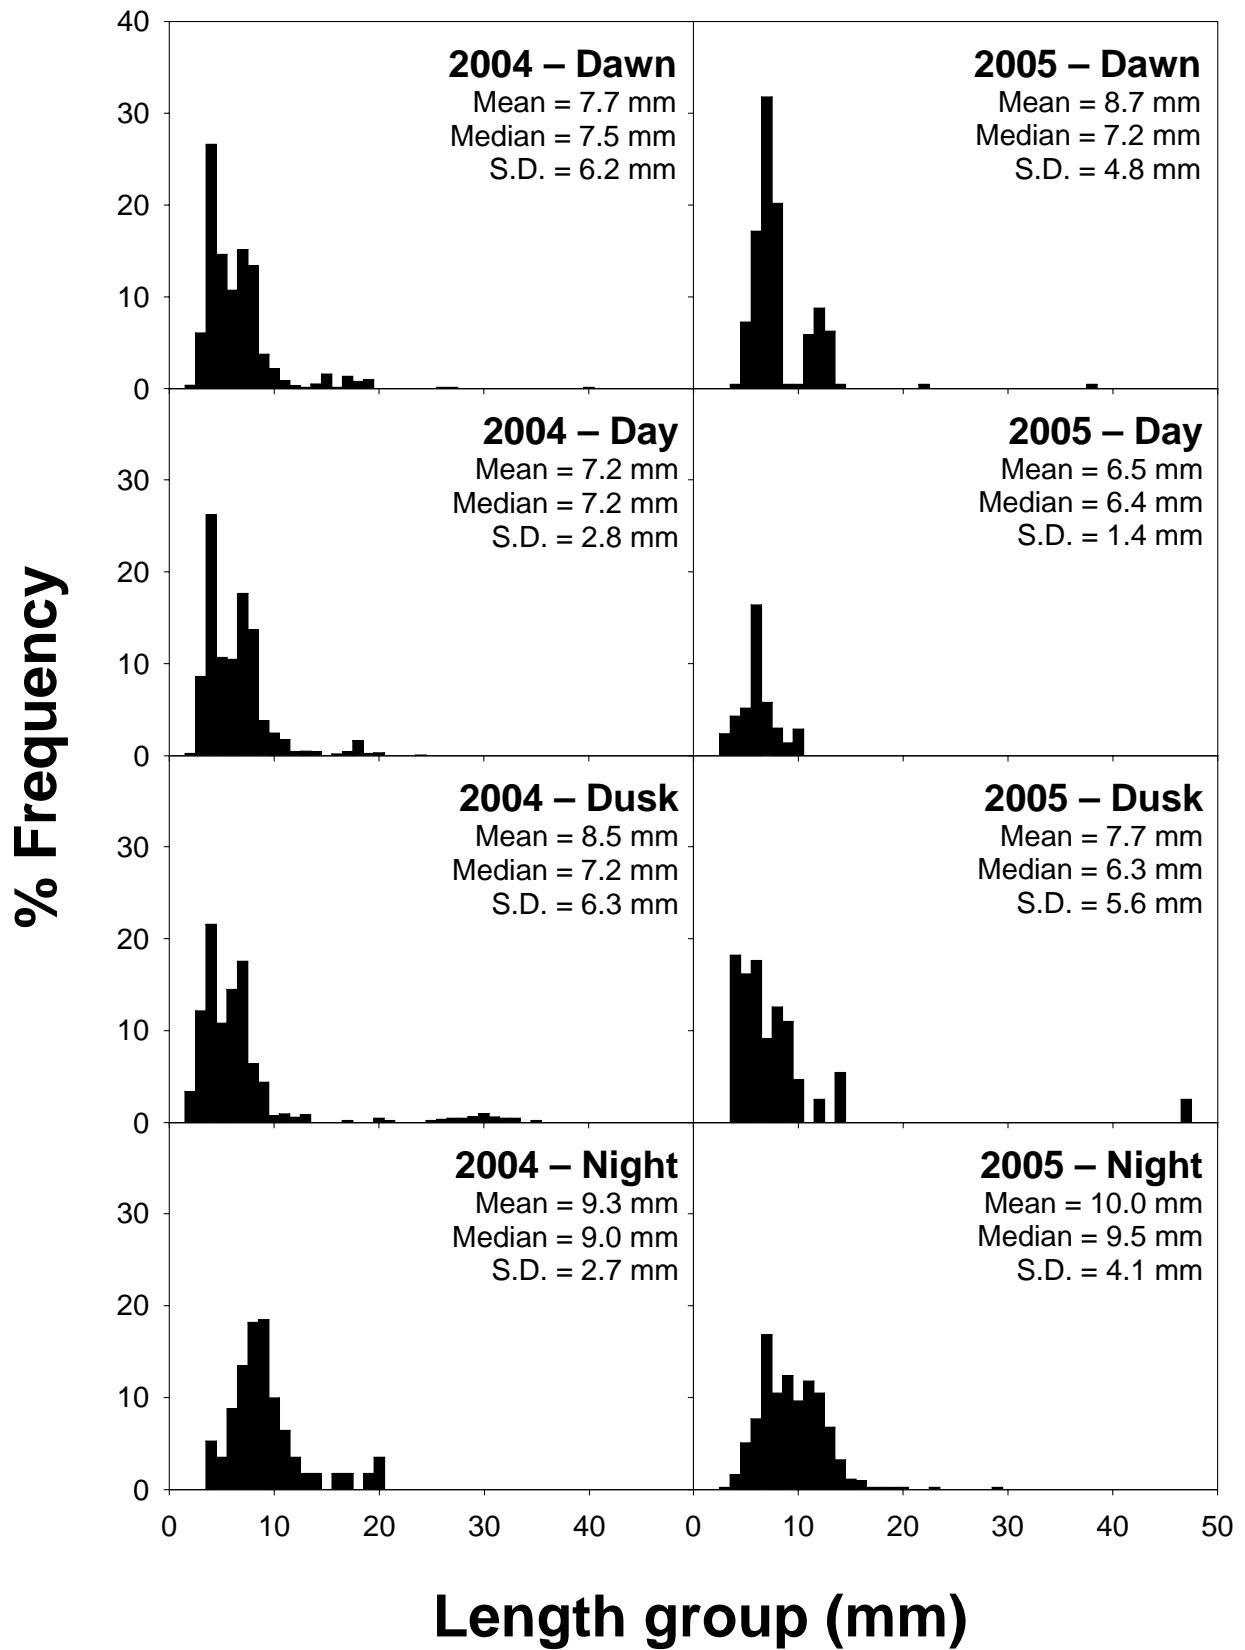 % Frequency
40
30
20
10
0
2004 – Dawn
Mean = 7.7 mm
Median = 7.5 mm
S.D. = 6.2 mm
2005 – Dawn
Mean = 8.7 mm
Median = 7.2 mm
S.D. = 4.8 mm
30
20
10
0
2004 – Day
Mean = 7.2 mm
Median = 7.2 mm
S.D. = 2.8 mm
2005 – Day
Mean = 6.5 mm
Median = 6.4 mm
S.D. = 1.4 mm
30
20
10
0
2004 – Dusk
Mean = 8.5 mm
Median = 7.2 mm
S.D. = 6.3 mm
2005 – Dusk
Mean = 7.7 mm
Median = 6.3 mm
S.D. = 5.6 mm
30
20
10
0
2004 – Night
Mean = 9.3 mm
Median = 9.0 mm
S.D. = 2.7 mm
2005 – Night
Mean = 10.0 mm
Median = 9.5 mm
S.D. = 4.1 mm
0 10 20 30 40 0 10 20 30 40 50
Length group (mm)